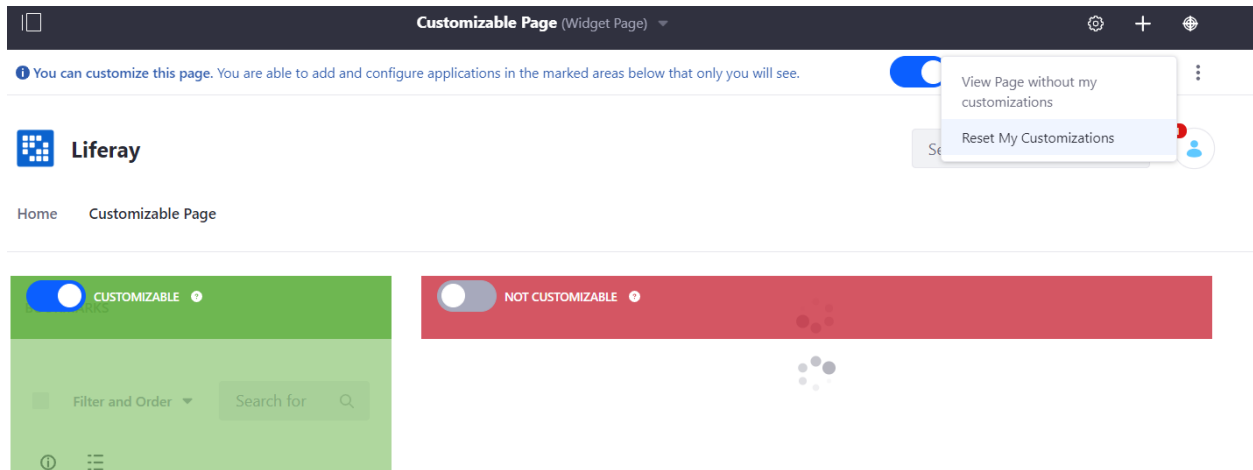 Customizable Page (Widget Page)
You can customize this page. You are able to add and configure applications in the marked areas below that only you will see.
View Page without my
customizations
Reset My Customizations
Liferay
Home Customizable Page
CUSTOMIZABLE
NOT CUSTOMIZABLE
Filter and Order
Search for